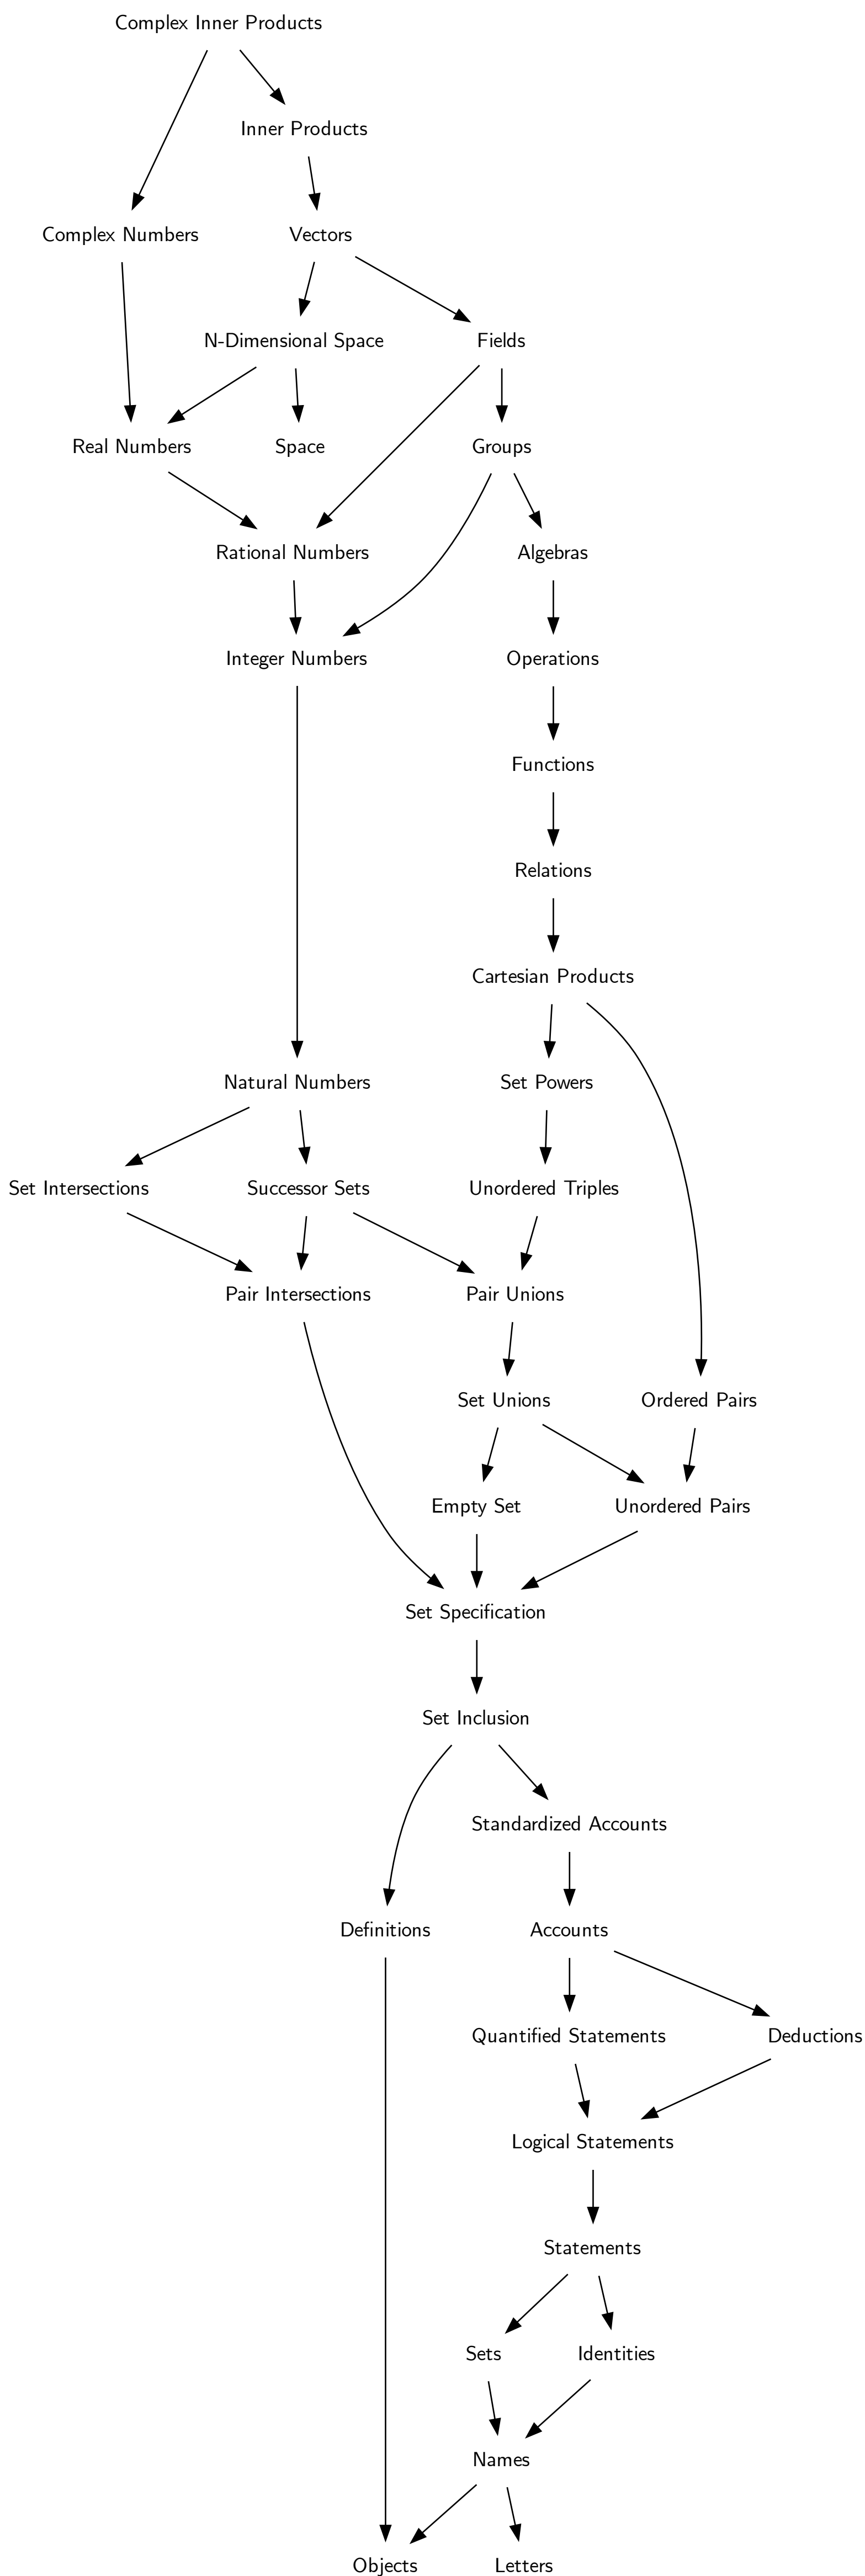 Complex Inner Products
Inner Products
Complex Numbers
Vectors
N-Dimensional Space
Fields
Real Numbers
Space
Groups
Rational Numbers
Algebras
Integer Numbers
Operations
Functions
Relations
Cartesian Products
Natural Numbers
Set Powers
Set Intersections
Successor Sets
Unordered Triples
Pair Intersections
Pair Unions
Set Unions
Ordered Pairs
Empty Set
Unordered Pairs
Set Specification
Set Inclusion
Standardized Accounts
Definitions
Accounts
Quantified Statements
Deductions
Logical Statements
Statements
Sets
Identities
Names
Objects
Letters